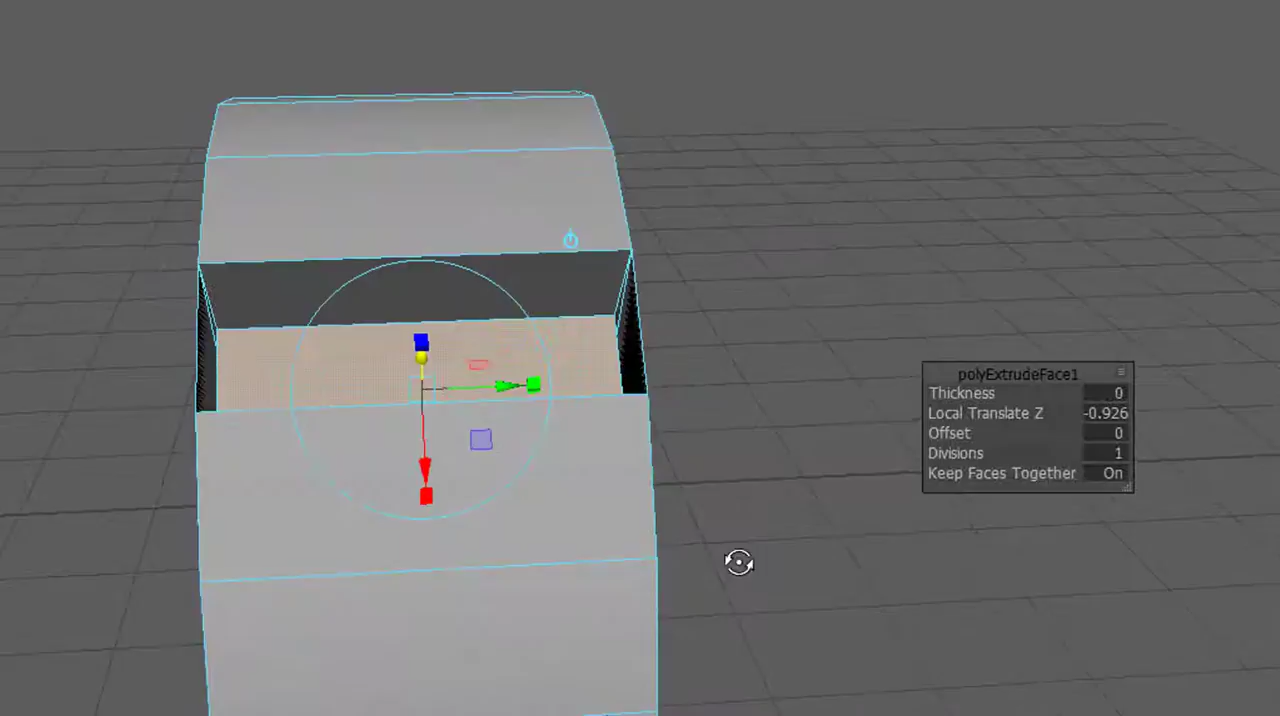 polyExtrudeFace1
Thickness 0
Local Translate Z -0.926
Offset 0
Divisions 1
Keep Faces Together On